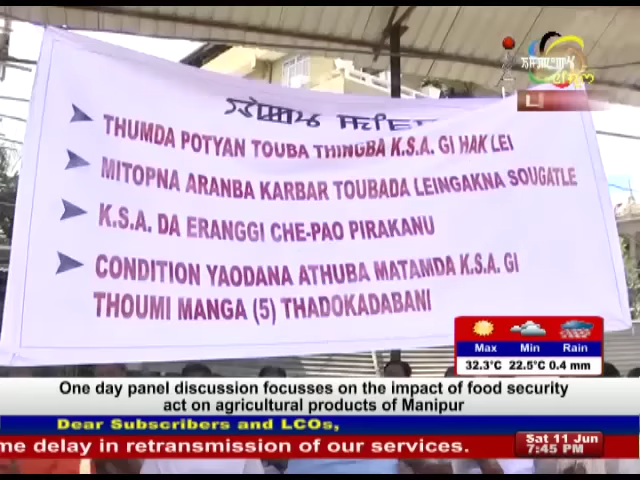 THUMDA POTYAN TOUBA THINGBA K.S.A. GI HAK LEI
MITOPNA ARANBA KARBAR TOUBADA LEINGAKNA SOUGATLE
K.S.A. DA ERANGGI CHE-PAO PIRAKANU
CONDITION YAODANA ATHUBA MATAMDA K.S.A. GI
THOUMI MANGA (5) THADOKADABANI
Max Min Rain
32.3°C 22.5°C 0.4 mm
One day panel discussion focusses on the impact of food security
act on agricultural products of Manipur
Dear Subscribers and LCOs,
me delay in retransmission of our services.
Sat 11 Jun
7:45 PM